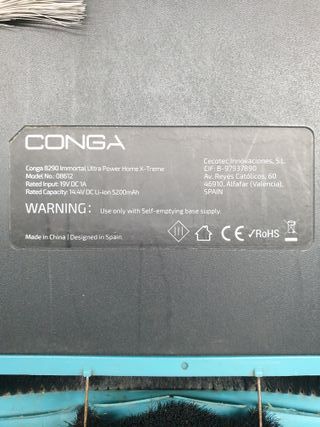 CONGA
Conga 8290 Immortal Ultra Power Home X-Treme
Model No.: 08612
Rated Input: 19V DC 1A
Rated Capacity: 14.4V DC Li-ion 5200mAh
Cecotec Innovaciones, S.L.
CIF: B-97937890
Av. Reyes Católicos, 60
46910, Alfafar (Valencia),
SPAIN
WARNING: Use only with Self-emptying base supply.
Made in China | Designed in Spain
III CE ✓RoHS